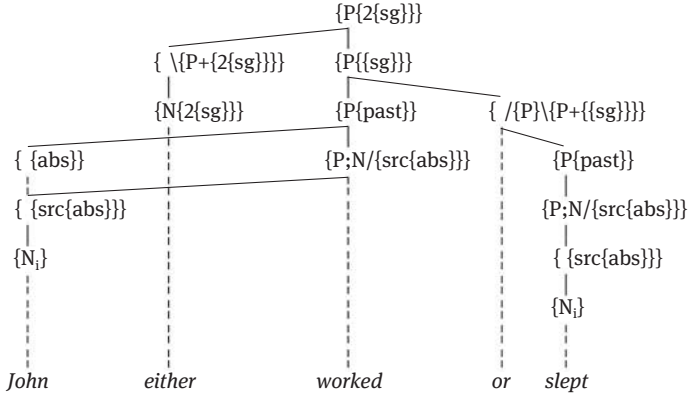 {P{2{sg}}}
{ \{P+{2{sg}}}} {P{{sg}}}
{N{2{sg}}} {P{past}} { /{P}\{P+{{sg}}}}
{ {abs}} {P;N/{src{abs}}} {P{past}}
{ {src{abs}}} {P;N/{src{abs}}}
{Ni} { {src{abs}}}
{Ni}
John either worked or slept